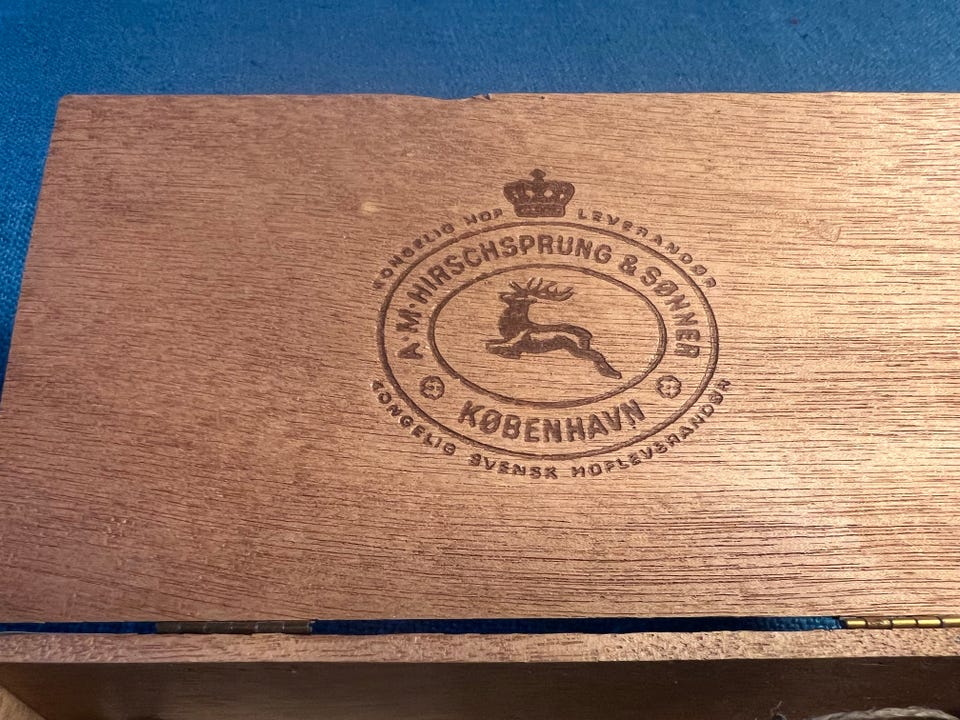 KONGELIG HOF LEVERANDØR
A·M·HIRSCHSPRUNG & SØNNER
KØBENHAVN
KONGELIG SVENSK HOFLEVERANDØR